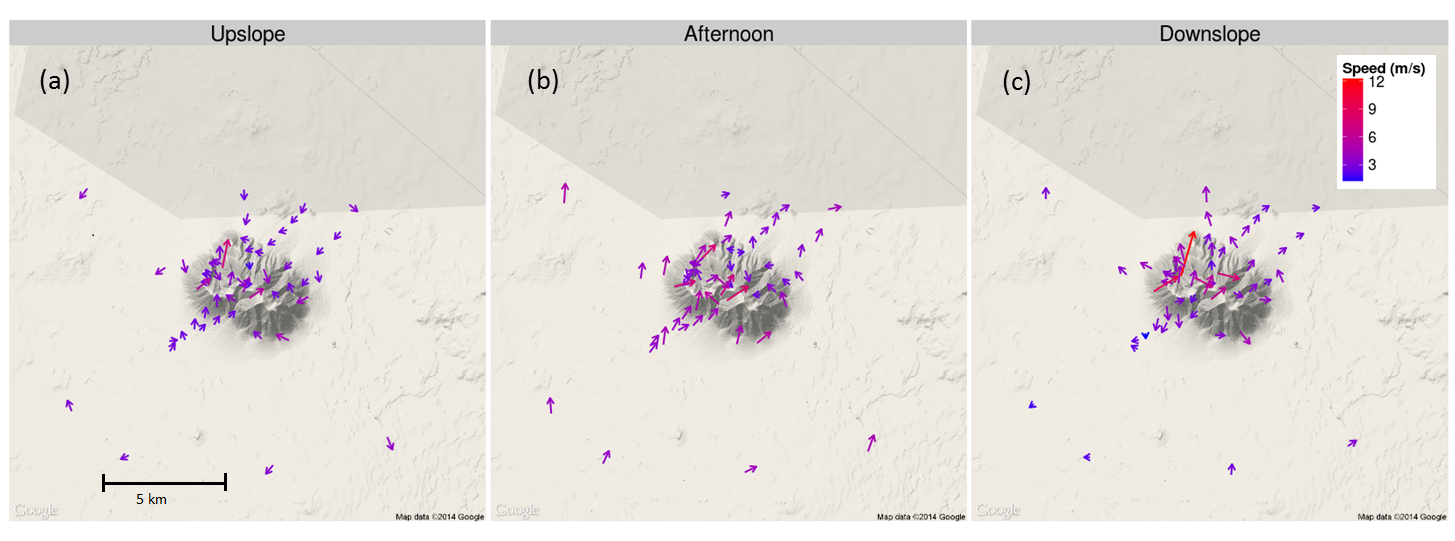 Upslope
Afternoon
Downslope
(a)
(b)
(c)
Speed (m/s)
12
9
6
3
5 km
Google
Map data ©2014 Google
Google
Map data ©2014 Google
Google
Map data ©2014 Google